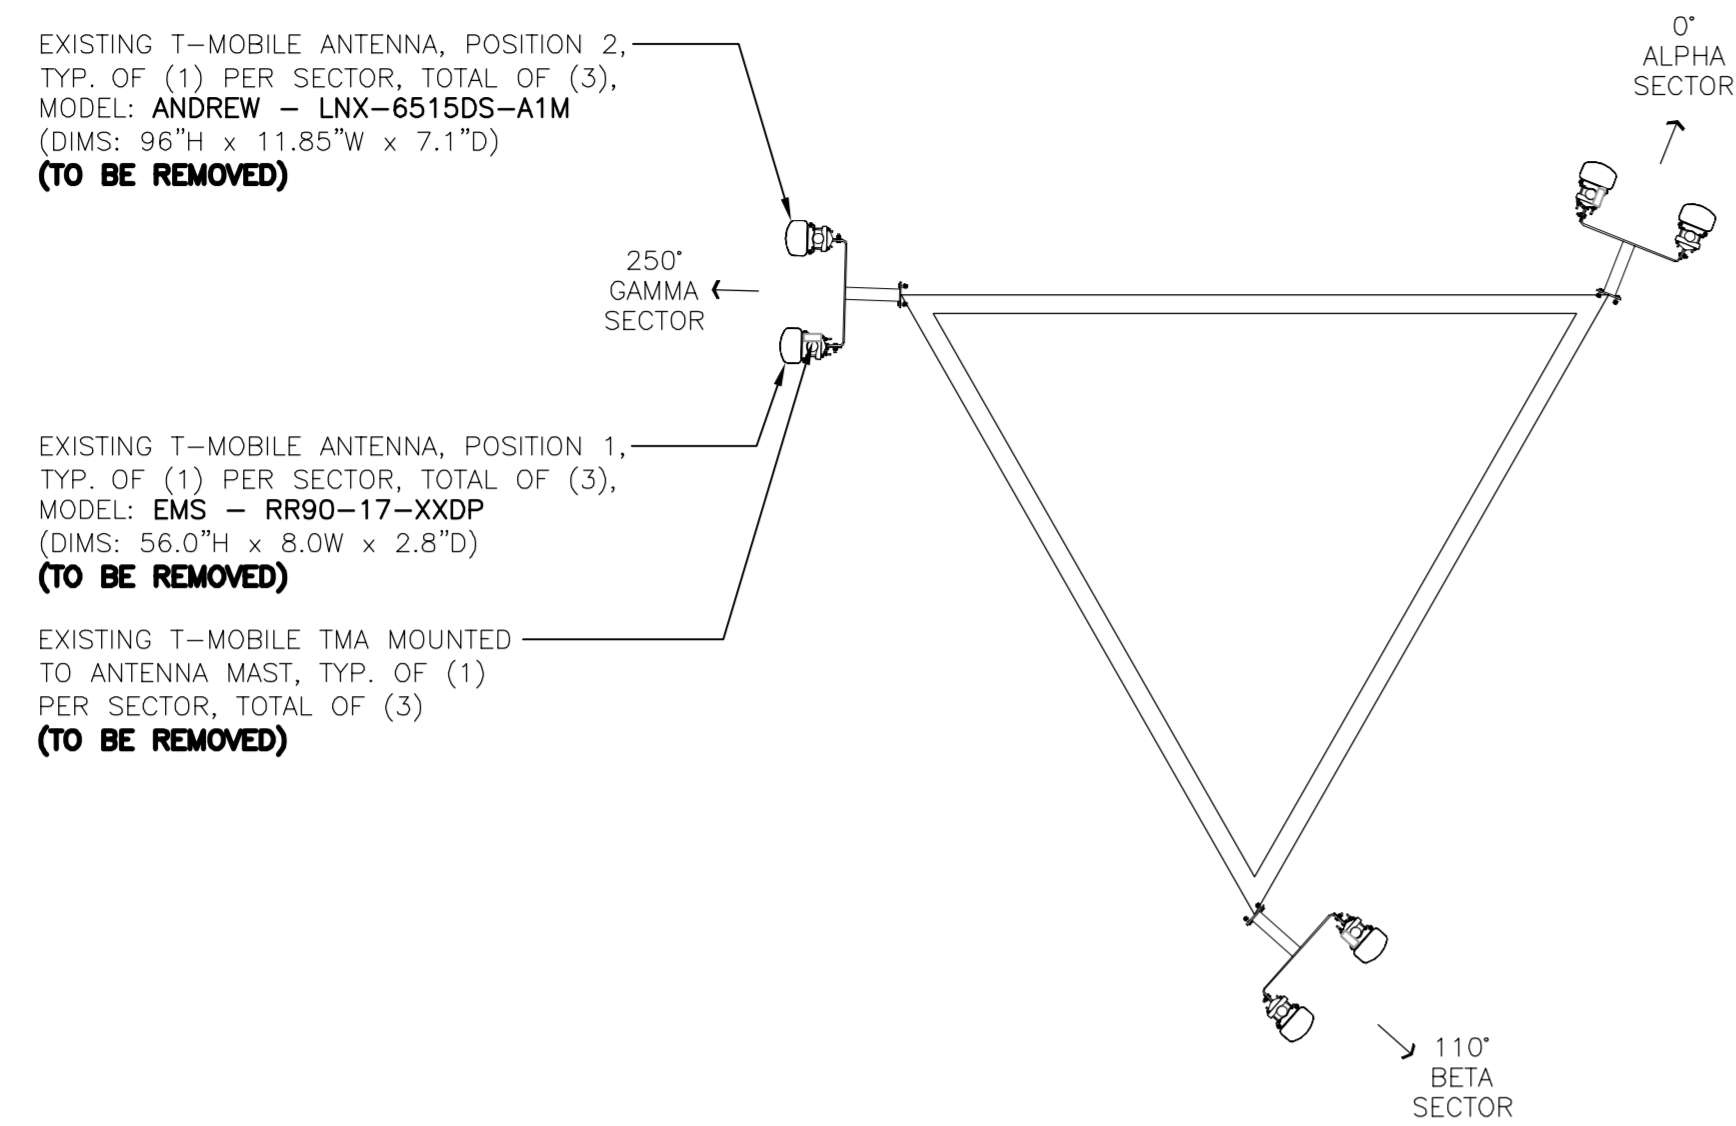 EXISTING T-MOBILE ANTENNA, POSITION 2,
TYP. OF (1) PER SECTOR, TOTAL OF (3),
MODEL: ANDREW - LNX-6515DS-A1M
(DIMS: 96"H x 11.85"W x 7.1"D)
(TO BE REMOVED)
0°
ALPHA
SECTOR
250°
GAMMA
SECTOR
EXISTING T-MOBILE ANTENNA, POSITION 1,
TYP. OF (1) PER SECTOR, TOTAL OF (3),
MODEL: EMS - RR90-17-XXDP
(DIMS: 56.0"H x 8.0W x 2.8"D)
(TO BE REMOVED)
EXISTING T-MOBILE TMA MOUNTED
TO ANTENNA MAST, TYP. OF (1)
PER SECTOR, TOTAL OF (3)
(TO BE REMOVED)
110°
BETA
SECTOR